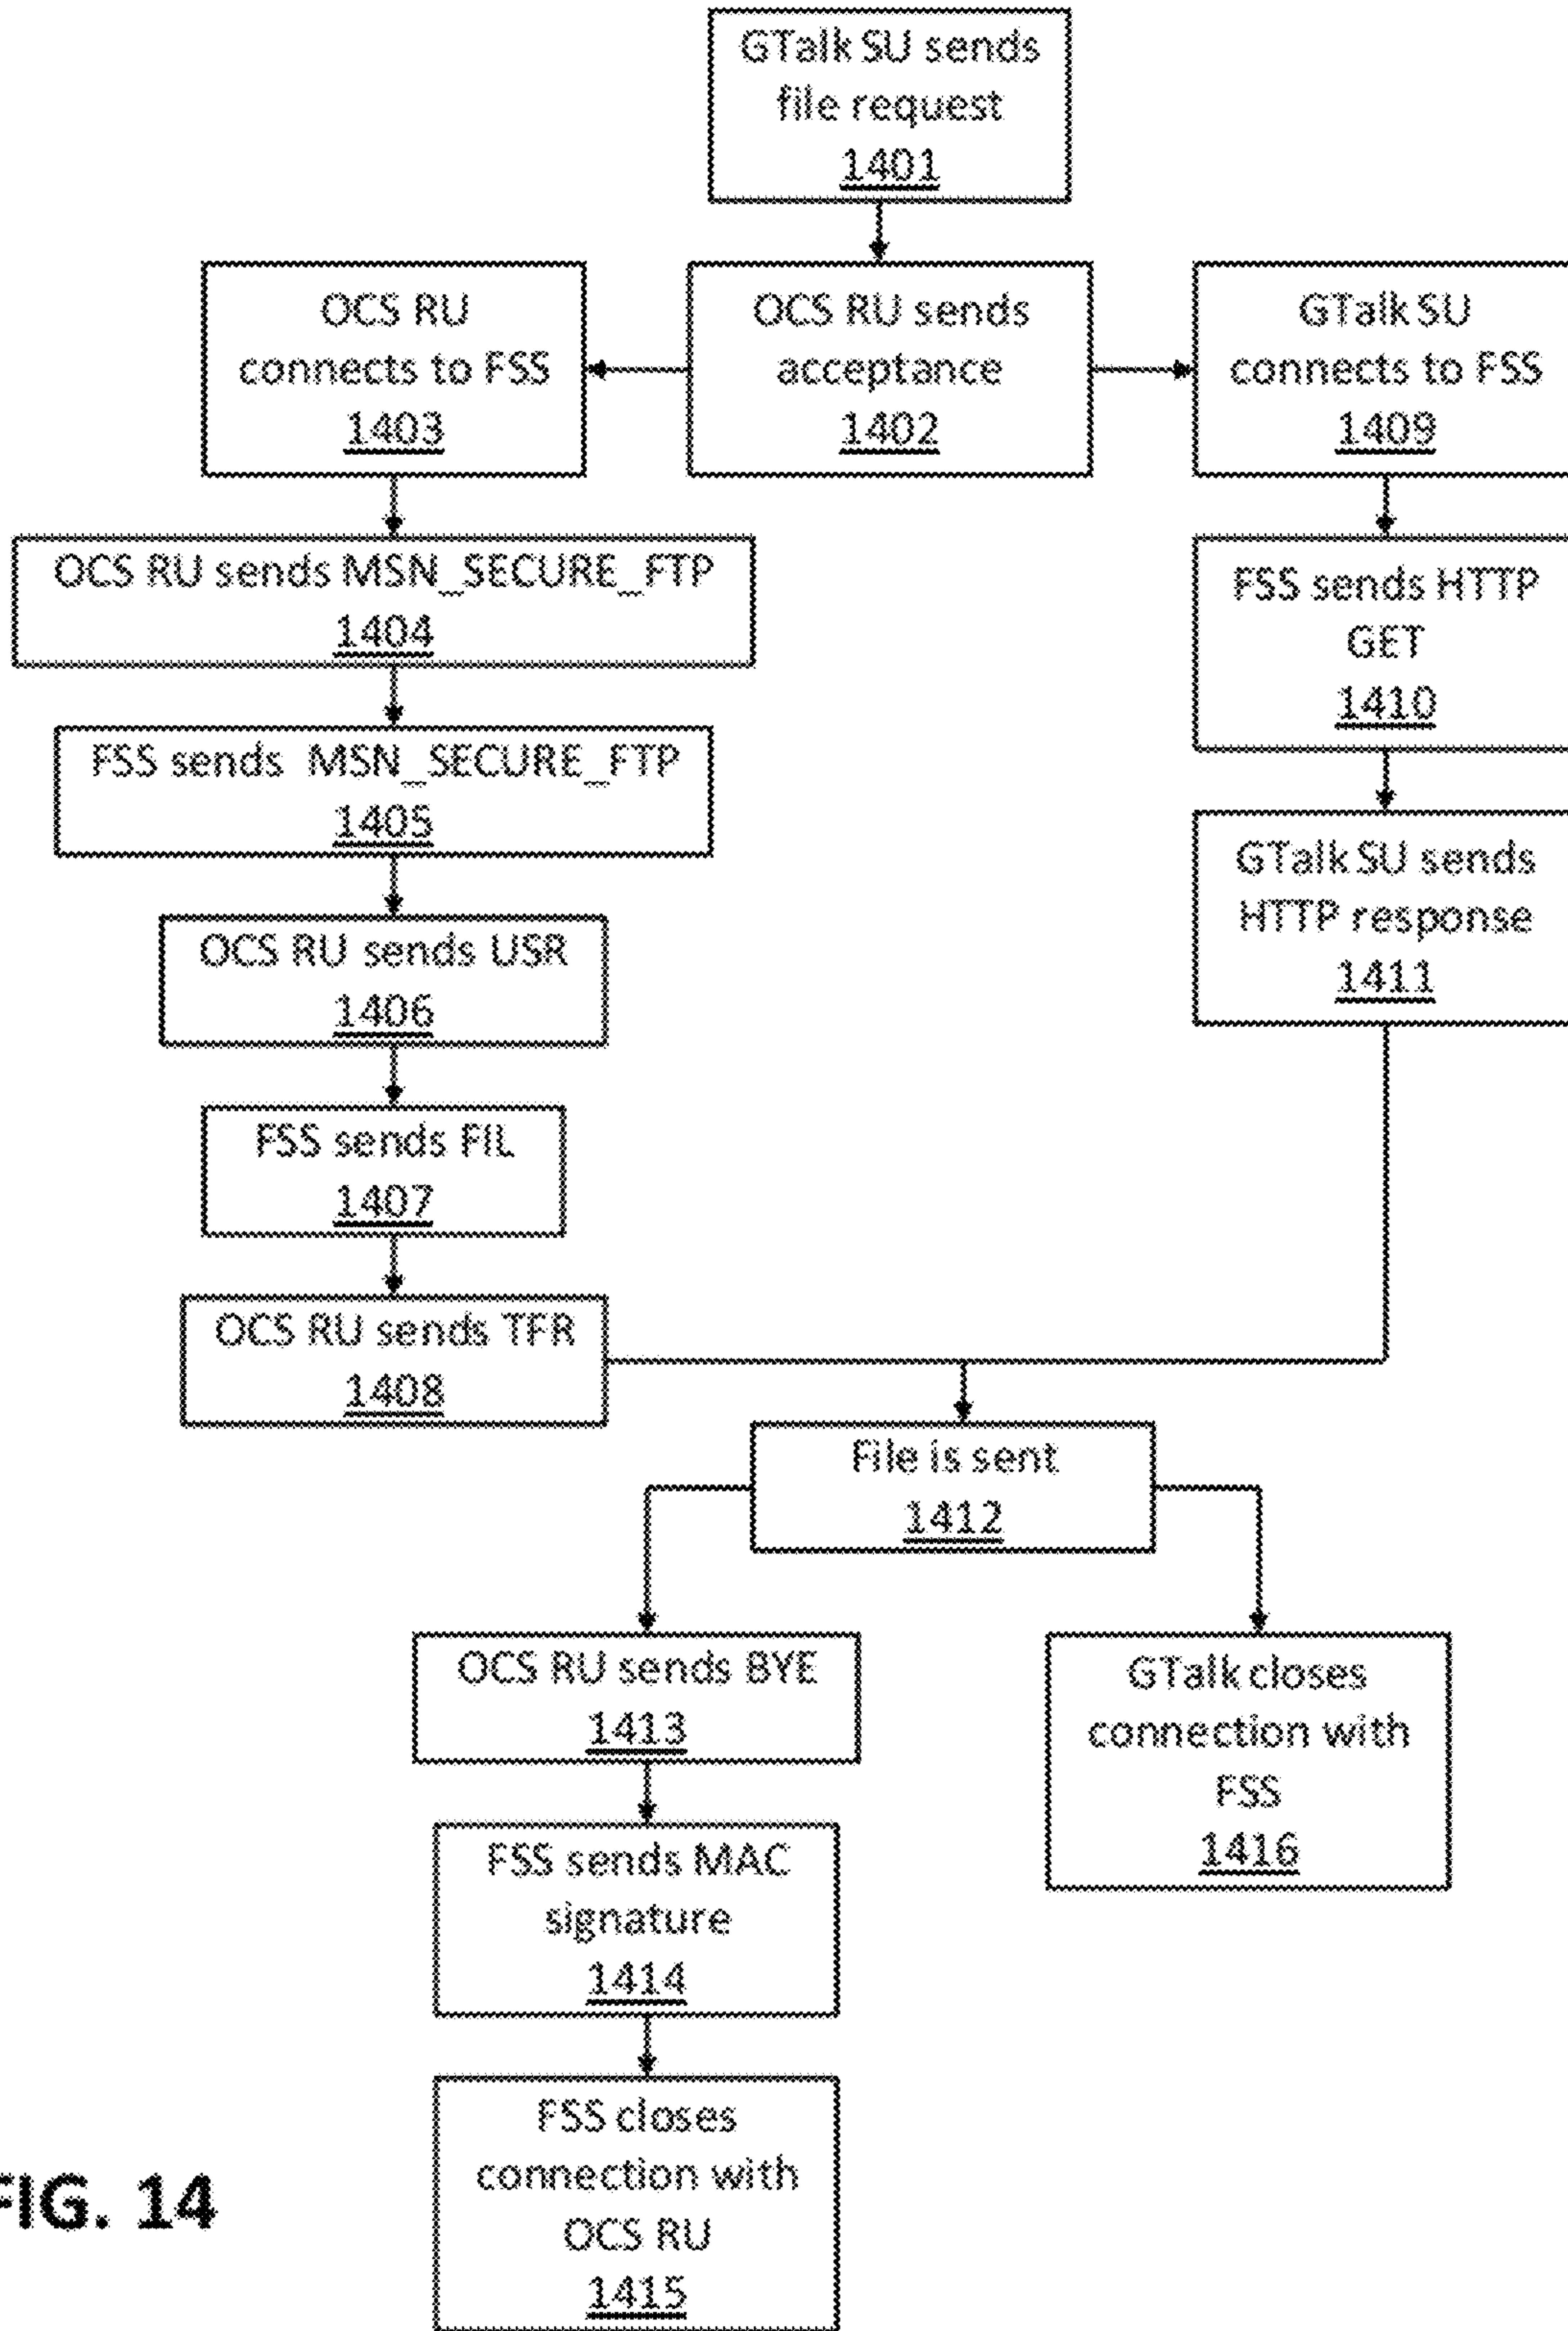 GTalk SU sends
file request
1401
OCS RU
connects to FSS
1403
OCS RU sends
acceptance
1402
GTalk SU
connects to FSS
1409
OCS RU sends MSN_SECURE_FTP
1404
FSS sends HTTP
GET
1410
FSS sends MSN_SECURE_FTP
1405
GTalk SU sends
HTTP response
1411
OCS RU sends USR
1406
FSS sends FIL
1407
OCS RU sends TFR
1408
File is sent
1412
OCS RU sends BYE
1413
GTalk closes
connection with
FSS
1416
FSS sends MAC
signature
1414
FSS closes
connection with
OCS RU
1415
FIG. 14